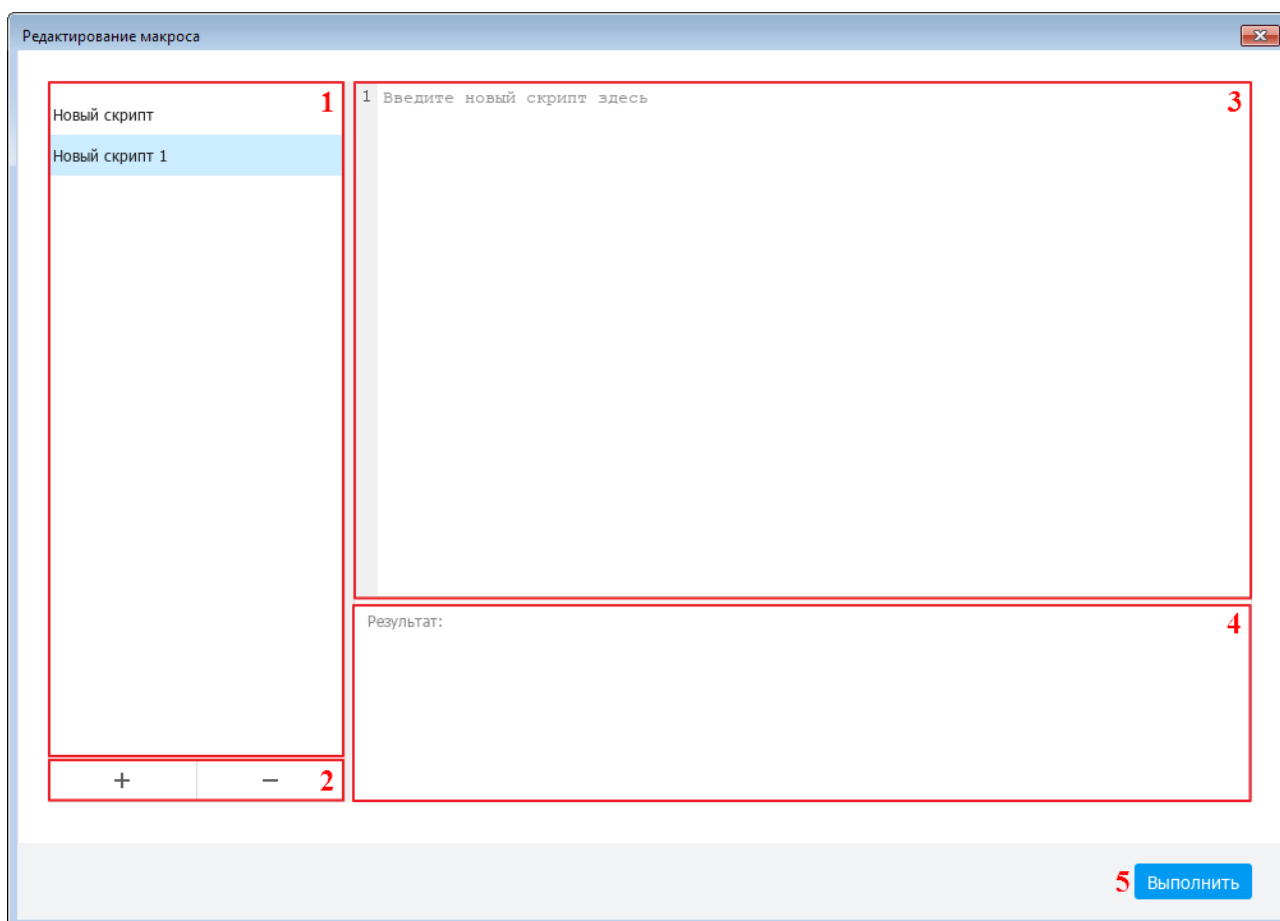 Редактирование макроса
1
Новый скрипт
Новый скрипт 1
+ −
2
1 Введите новый скрипт здесь
3
Результат:
4
5
Выполнить